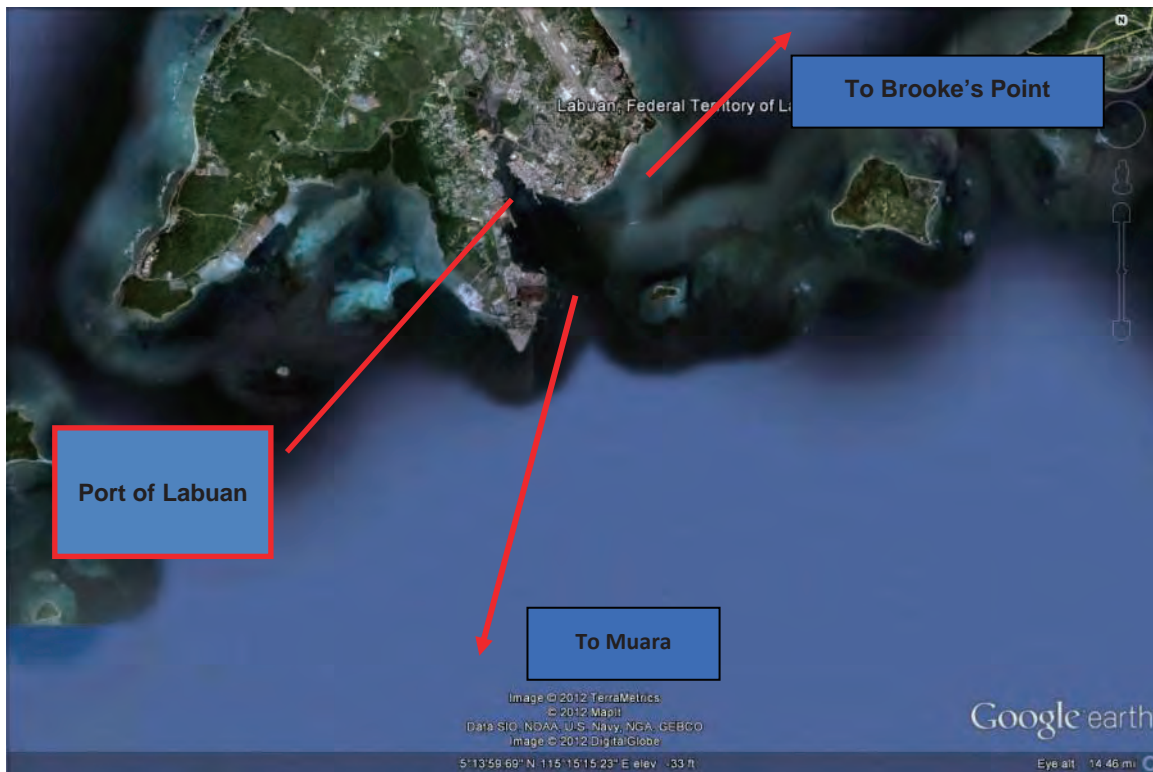 N
To Brooke's Point
Labuan, Federal Territory of La
Port of Labuan
To Muara
Image © 2012 TerraMetrics
© 2012 MapIt
Data SIO, NOAA, U.S. Navy, NGA, GEBCO
Image © 2012 DigitalGlobe
Google earth
5°13'59.69" N 115°15'15.23" E elev -33 ft
Eye alt 14.46 mi